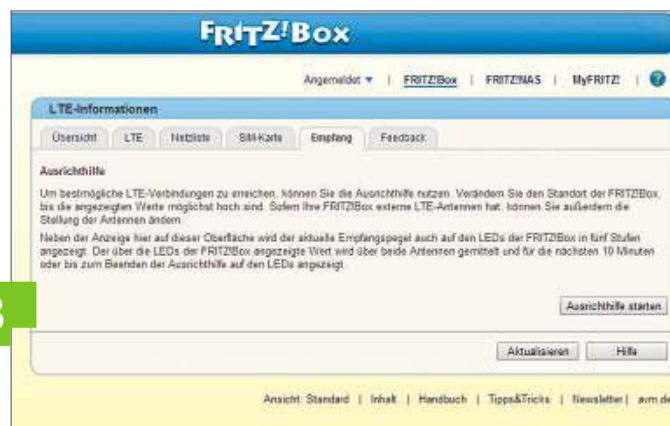 FRITZ!Box
Angemeldet | FRITZ!Box | FRITZ!NAS | MyFRITZ! | ?
LTE-Informationen
Übersicht LTE Netzliste SIM-Karte Empfang Feedback
Ausrichthilfe
Um bestmögliche LTE-Verbindungen zu erreichen, können Sie die Ausrichthilfe nutzen. Verändern Sie den Standort der FRITZ!Box,
bis die angezeigten Werte möglichst hoch sind. Sofern Ihre FRITZ!Box externe LTE-Antennen hat, können Sie außerdem die
Stellung der Antennen ändern.
Neben der Anzeige hier auf dieser Oberfläche wird der aktuelle Empfangspegel auch auf den LEDs der FRITZ!Box in fünf Stufen
angezeigt. Der über die LEDs der FRITZ!Box angezeigte Wert wird über beide Antennen gemittelt und für die nächsten 10 Minuten
oder bis zum Beenden der Ausrichthilfe auf den LEDs angezeigt.
3
Ausrichthilfe starten
Aktualisieren Hilfe
Ansicht: Standard | Inhalt | Handbuch | Tipps&Tricks | Newsletter | avm.de